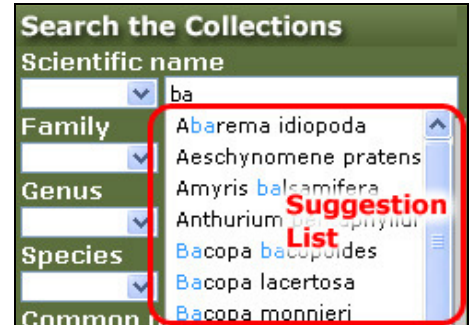 Search the Collections
Scientific name
ba
Family
Abarema idiopoda
Aeschynomene pratens
Genus
Amyris balsamifera
Anthurium
Suggestion
List
Species
Bacopa bacopoides
Bacopa lacertosa
Common
Bacopa monnieri